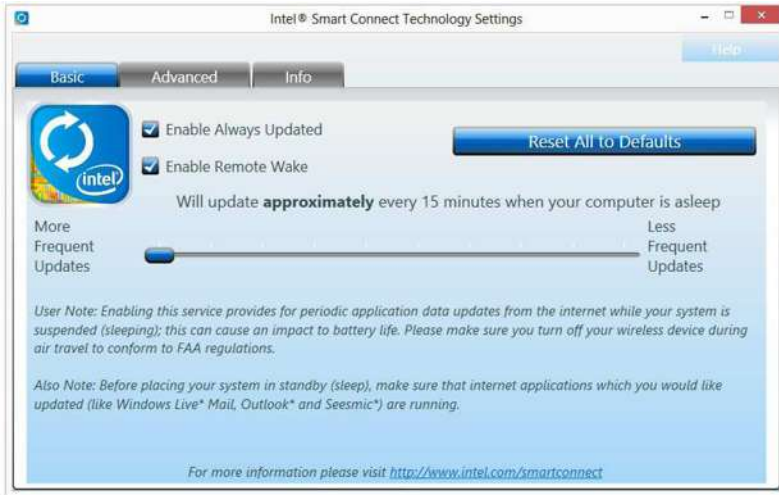 Intel® Smart Connect Technology Settings
Help
Basic Advanced Info
Enable Always Updated
Reset All to Defaults
Enable Remote Wake
intel
Will update approximately every 15 minutes when your computer is asleep
More
Frequent
Updates
Less
Frequent
Updates
User Note: Enabling this service provides for periodic application data updates from the internet while your system is
suspended (sleeping); this can cause an impact to battery life. Please make sure you turn off your wireless device during
air travel to conform to FAA regulations.
Also Note: Before placing your system in standby (sleep), make sure that internet applications which you would like
updated (like Windows Live* Mail, Outlook* and Seesmic*) are running.
For more information please visit http://www.intel.com/smartconnect